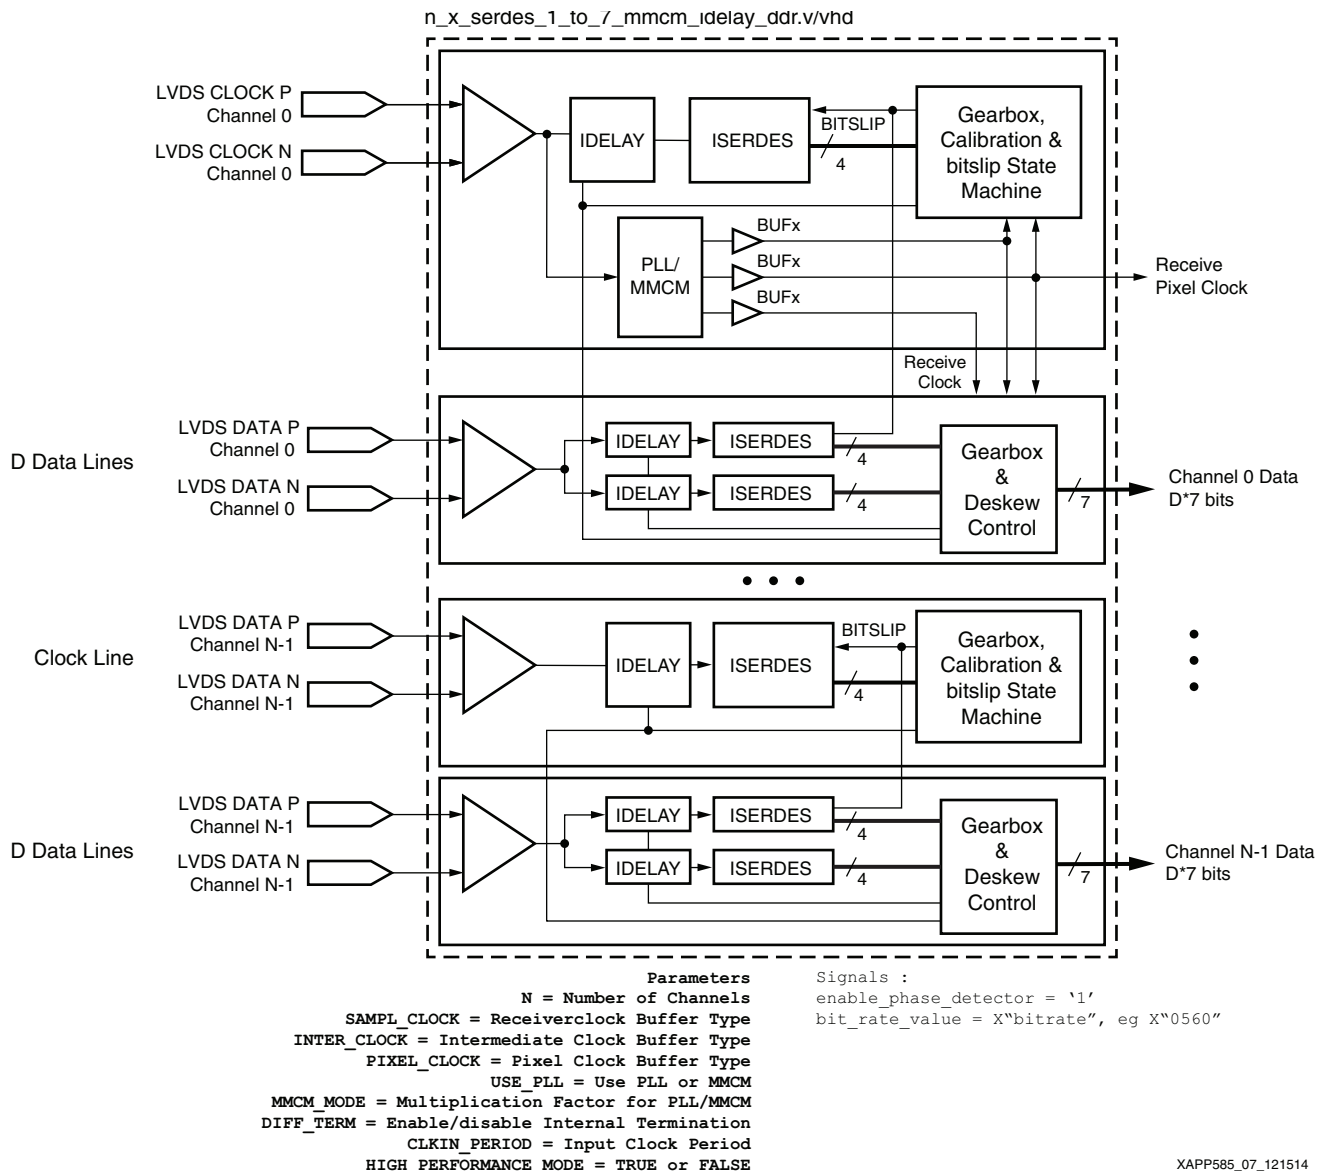 n_x_serdes_1_to_7_mmcm_idelay_ddr.v/vhd
LVDS CLOCK P
Channel 0
LVDS CLOCK N
Channel 0
IDELAY
ISERDES
BITSLIP
4
Gearbox,
Calibration &
bitslip State
Machine
PLL/
MMCM
BUFx
BUFx
BUFx
Receive
Pixel Clock
Receive
Clock
D Data Lines
LVDS DATA P
Channel 0
LVDS DATA N
Channel 0
IDELAY
ISERDES
4
IDELAY
ISERDES
4
Gearbox
&
Deskew
Control
7
Channel 0 Data
D*7 bits
Clock Line
LVDS DATA P
Channel N-1
LVDS DATA N
Channel N-1
IDELAY
ISERDES
BITSLIP
4
Gearbox,
Calibration &
bitslip State
Machine
D Data Lines
LVDS DATA P
Channel N-1
LVDS DATA N
Channel N-1
IDELAY
ISERDES
4
IDELAY
ISERDES
4
Gearbox
&
Deskew
Control
7
Channel N-1 Data
D*7 bits
Parameters
N = Number of Channels
SAMPL_CLOCK = Receiverclock Buffer Type
INTER_CLOCK = Intermediate Clock Buffer Type
PIXEL_CLOCK = Pixel Clock Buffer Type
USE_PLL = Use PLL or MMCM
MMCM_MODE = Multiplication Factor for PLL/MMCM
DIFF_TERM = Enable/disable Internal Termination
CLKIN_PERIOD = Input Clock Period
HIGH PERFORMANCE MODE = TRUE or FALSE
Signals :
enable_phase_detector = ‘1’
bit_rate_value = X“bitrate”, eg X“0560”
XAPP585_07_121514